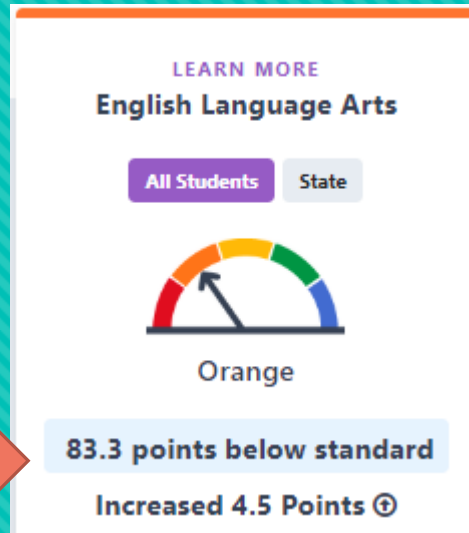 LEARN MORE
English Language Arts
All Students State
Orange
83.3 points below standard
Increased 4.5 Points